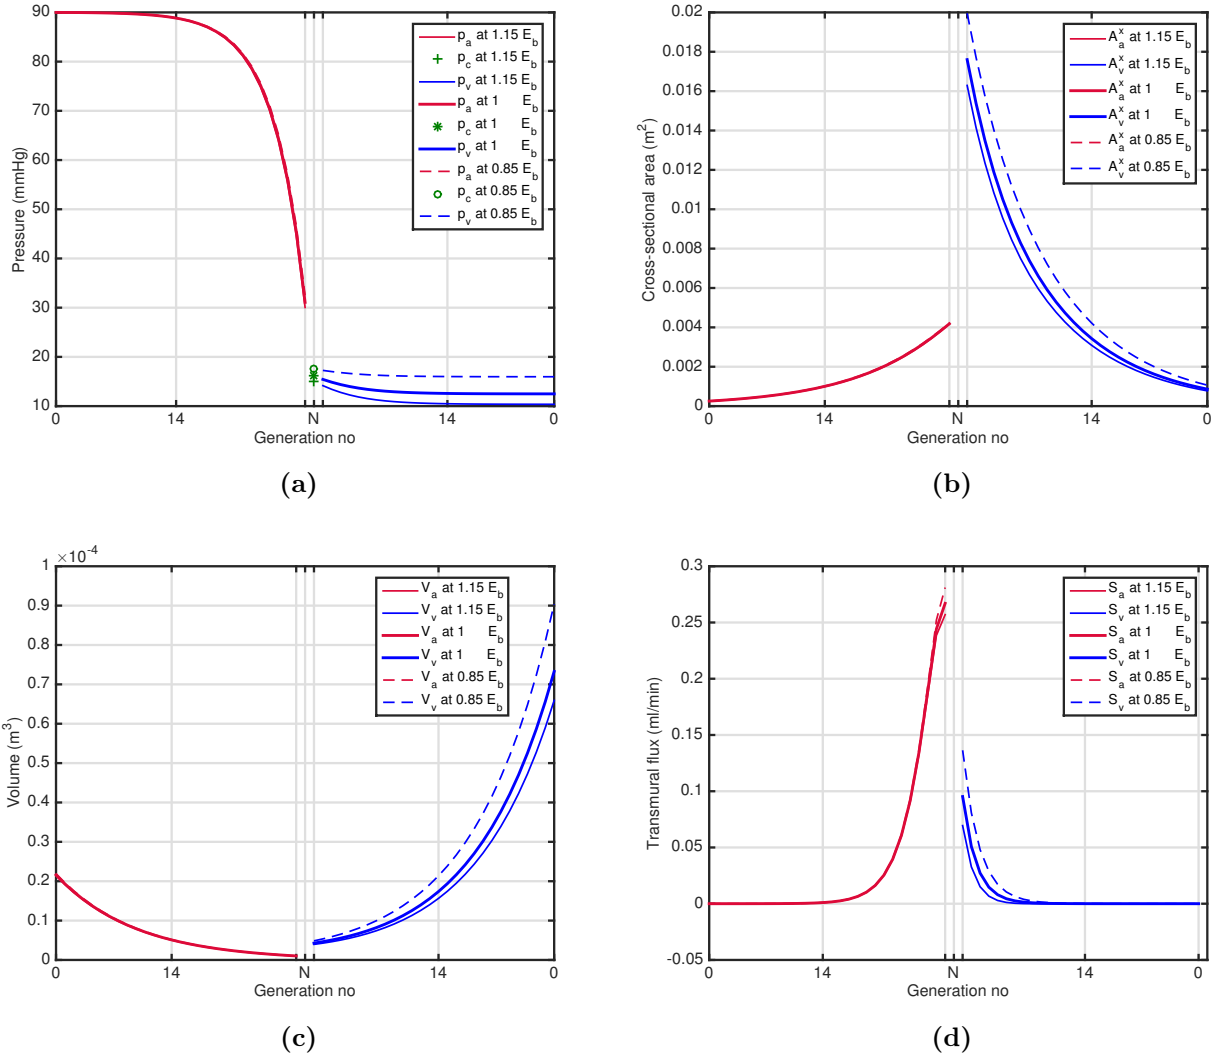 90
80
70
60
50
40
30
20
10
Pressure (mmHg)
0 14 N 14 0
Generation no
p_a at 1.15 E_b
p_c at 1.15 E_b
p_v at 1.15 E_b
p_a at 1 E_b
p_c at 1 E_b
p_v at 1 E_b
p_a at 0.85 E_b
p_c at 0.85 E_b
p_v at 0.85 E_b
(a)
0.02
0.018
0.016
0.014
0.012
0.01
0.008
0.006
0.004
0.002
0
Cross-sectional area (m^2)
0 14 N 14 0
Generation no
A_a^x at 1.15 E_b
A_v^x at 1.15 E_b
A_a^x at 1 E_b
A_v^x at 1 E_b
A_a^x at 0.85 E_b
A_v^x at 0.85 E_b
(b)
×10^-4
1
0.9
0.8
0.7
0.6
0.5
0.4
0.3
0.2
0.1
0
Volume (m^3)
0 14 N 14 0
Generation no
V_a at 1.15 E_b
V_v at 1.15 E_b
V_a at 1 E_b
V_v at 1 E_b
V_a at 0.85 E_b
V_v at 0.85 E_b
(c)
0.3
0.25
0.2
0.15
0.1
0.05
0
-0.05
Transmural flux (ml/min)
0 14 N 14 0
Generation no
S_a at 1.15 E_b
S_v at 1.15 E_b
S_a at 1 E_b
S_v at 1 E_b
S_a at 0.85 E_b
S_v at 0.85 E_b
(d)